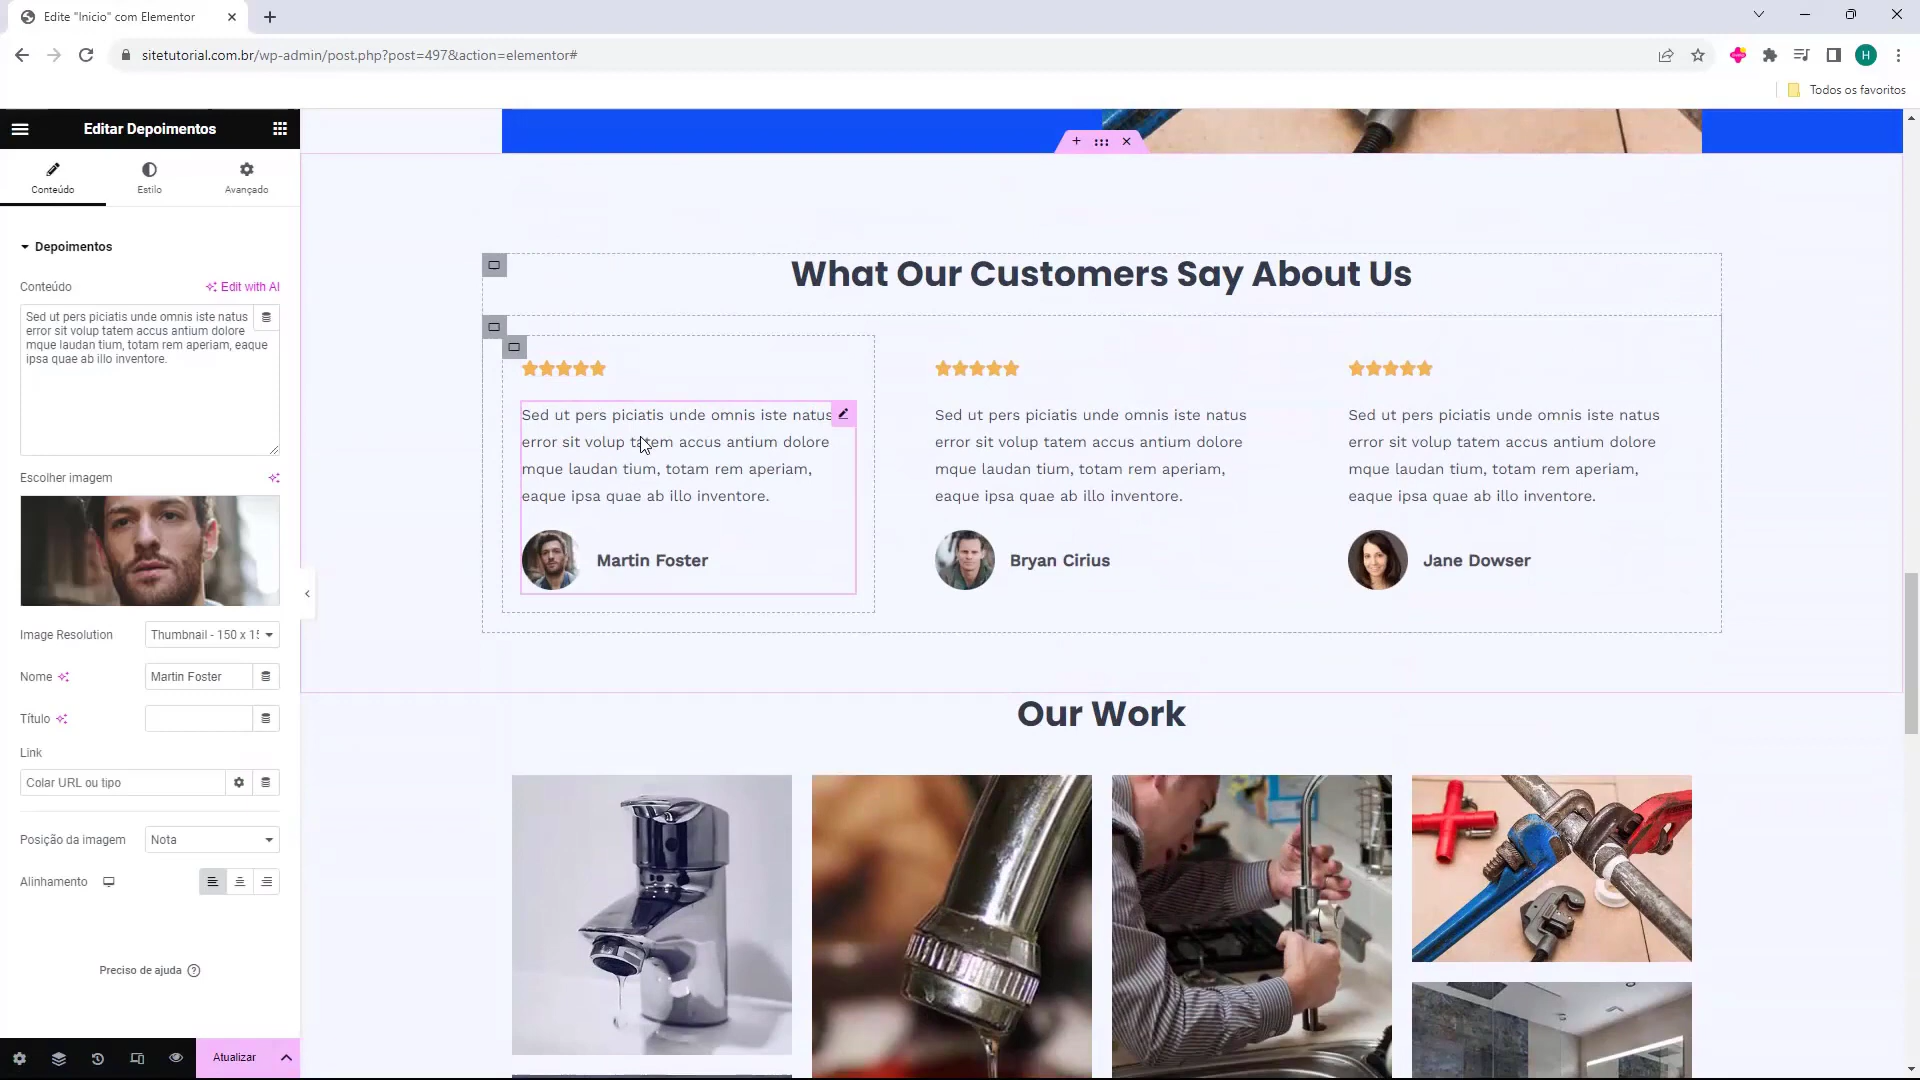 Edite "Inicio" com Elementor
sitetutorial.com.br/wp-admin/post.php?post=497&action=elementor#
H
Todos os favoritos
Editar Depoimentos
Conteúdo
Estilo
Avançado
Depoimentos
Conteúdo
Edit with AI
Sed ut pers piciatis unde omnis iste natus
error sit volup tatem accus antium dolore
mque laudan tium, totam rem aperiam, eaque
ipsa quae ab illo inventore.
Escolher imagem
Image Resolution
Thumbnail - 150 x 15
Nome
Martin Foster
Título
Link
Colar URL ou tipo
Posição da imagem
Nota
Alinhamento
Preciso de ajuda
Atualizar
What Our Customers Say About Us
Sed ut pers piciatis unde omnis iste natus
error sit volup tatem accus antium dolore
mque laudan tium, totam rem aperiam,
eaque ipsa quae ab illo inventore.
Martin Foster
Sed ut pers piciatis unde omnis iste natus
error sit volup tatem accus antium dolore
mque laudan tium, totam rem aperiam,
eaque ipsa quae ab illo inventore.
Bryan Cirius
Sed ut pers piciatis unde omnis iste natus
error sit volup tatem accus antium dolore
mque laudan tium, totam rem aperiam,
eaque ipsa quae ab illo inventore.
Jane Dowser
Our Work